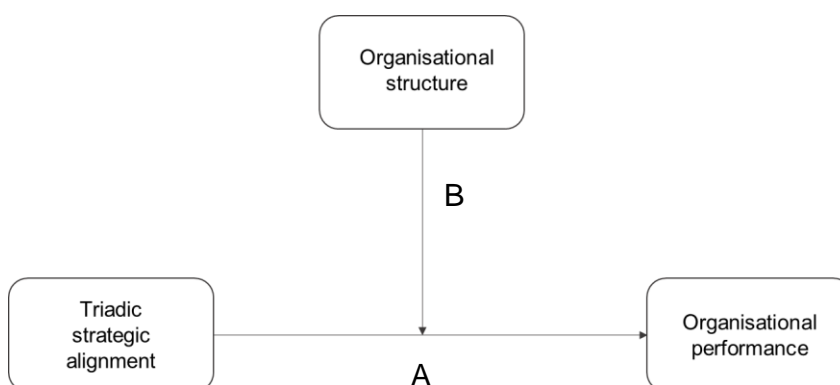 Organisational
structure
B
Triadic
strategic
alignment
Organisational
performance
A